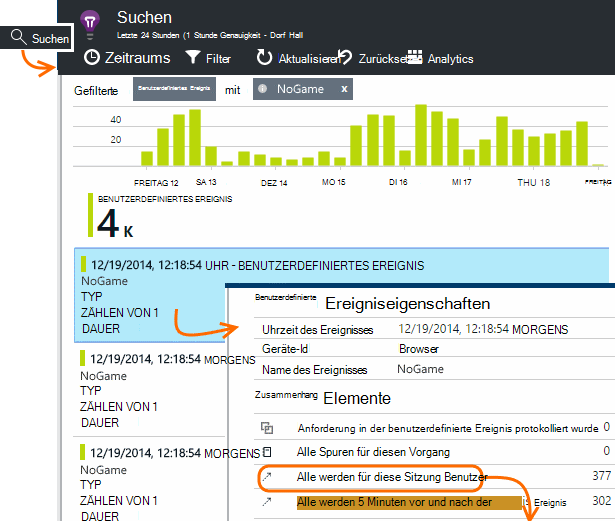 Suchen
Suchen
Letzte 24 Stunden (1 Stunde Genauigkeit - Dorf Hall
Zeitraums Filter Aktualisieren Zurückset Analytics
Gefilterte Benutzerdefiniertes Ereignis mit NoGame x
40
20
FREITAG 12 SA 13 DEZ 14 MO 15 DI 16 MI 17 THU 18 FREITAG
BENUTZERDEFINIERTES EREIGNIS
4 K
12/19/2014, 12:18:54 UHR - BENUTZERDEFINIERTES EREIGNIS
NoGame
TYP
ZÄHLEN VON 1
DAUER
12/19/2014, 12:18:54 MORGENS
NoGame
TYP
ZÄHLEN VON 1
DAUER
12/19/2014, 12:18:54 MORGENS
NoGame
TYP
ZÄHLEN VON 1
DAUER
Benutzerdefinierte Ereigniseigenschaften
Uhrzeit des Ereignisses 12/19/2014, 12:18:54 MORGENS
Geräte-Id Browser
Name des Ereignisses NoGame
Zusammenhang Elemente
Anforderung in der benutzerdefinierte Ereignis protokolliert wurde 0
Alle Spuren für diesen Vorgang 0
Alle werden für diese Sitzung Benutzer 377
Alle werden 5 Minuten vor und nach der Ereignis 302